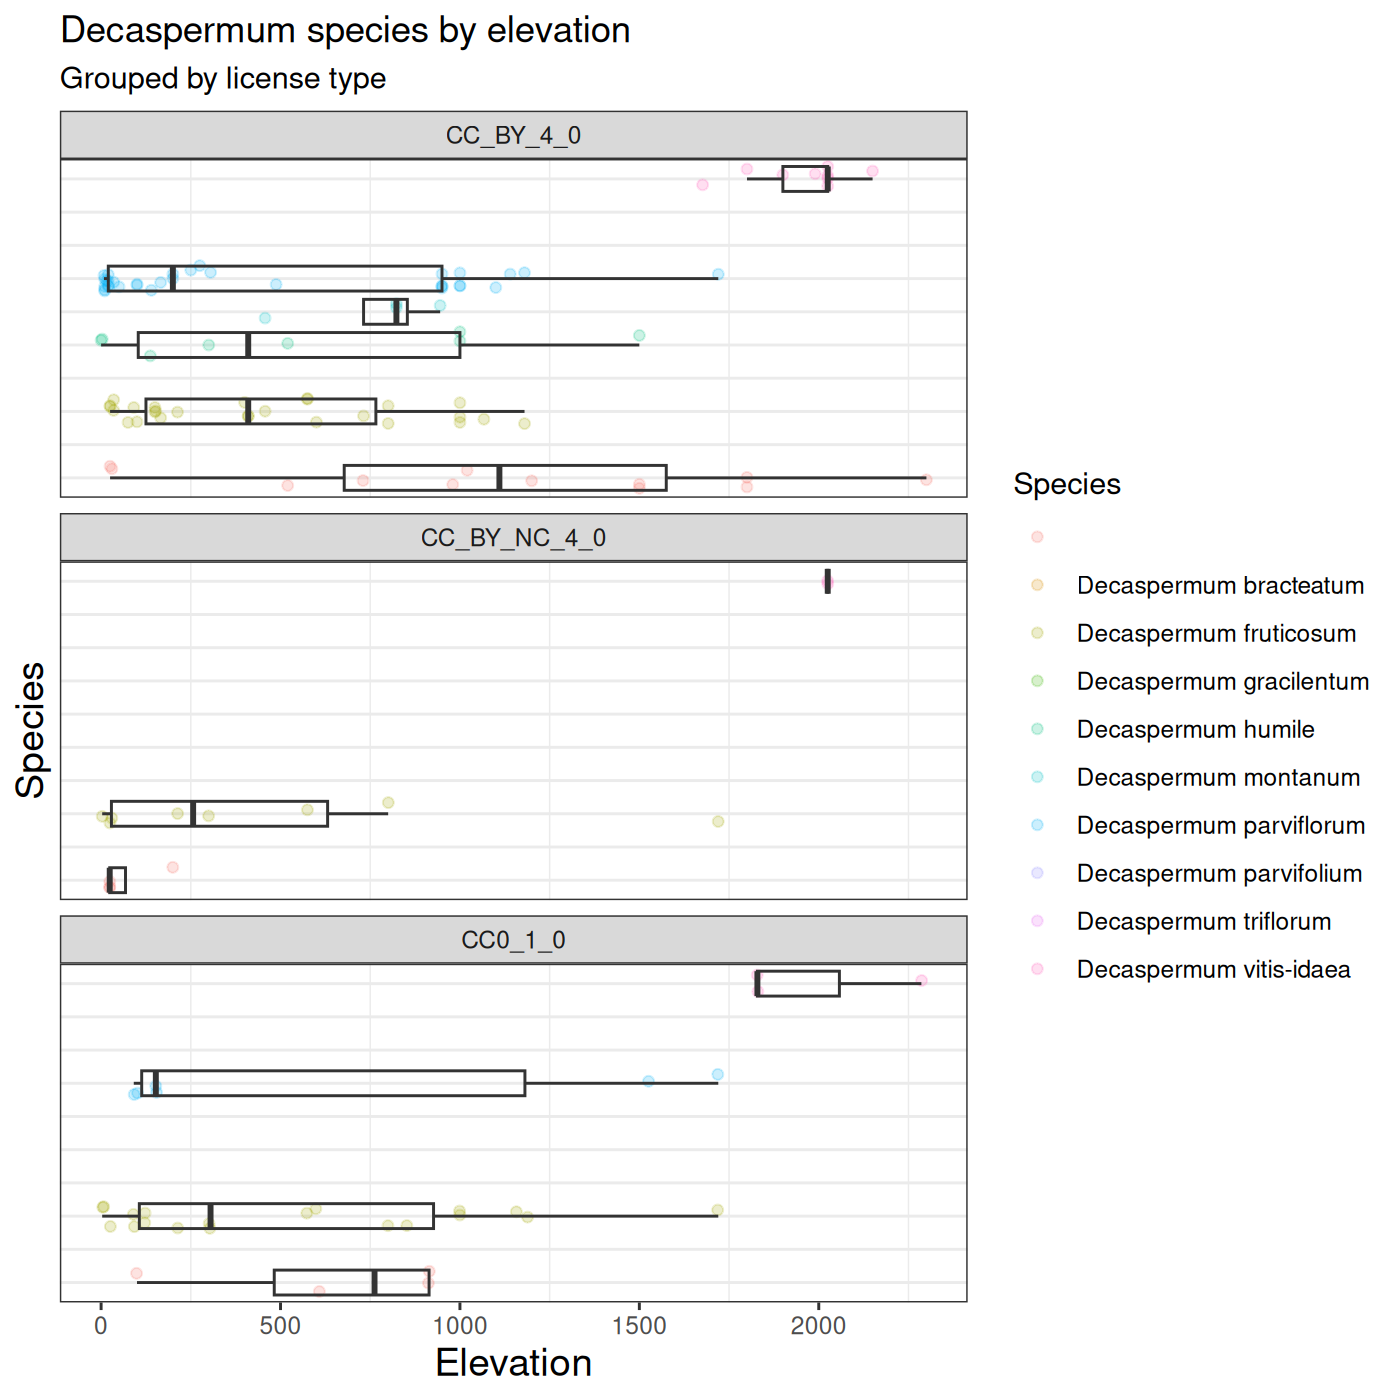 Decaspermum species by elevation
Grouped by license type
CC_BY_4_0
CC_BY_NC_4_0
CC0_1_0
Species
0 500 1000 1500 2000
Elevation
Species
Decaspermum bracteatum
Decaspermum fruticosum
Decaspermum gracilentum
Decaspermum humile
Decaspermum montanum
Decaspermum parviflorum
Decaspermum parvifolium
Decaspermum triflorum
Decaspermum vitis-idaea